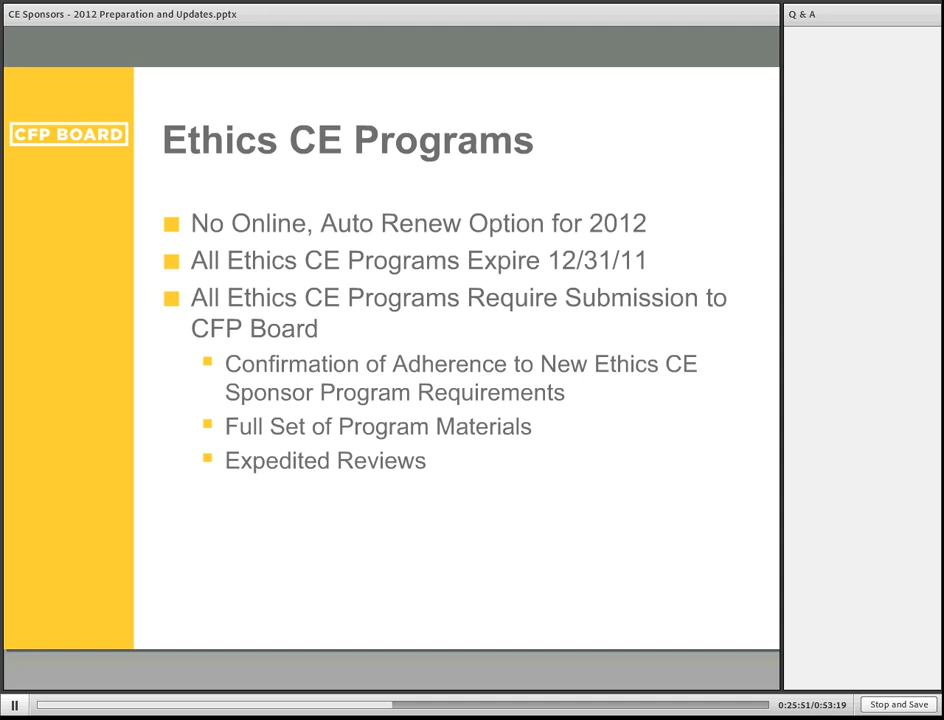 CE Sponsors - 2012 Preparation and Updates.pptx
Q & A
CFP BOARD
Ethics CE Programs
No Online, Auto Renew Option for 2012
All Ethics CE Programs Expire 12/31/11
All Ethics CE Programs Require Submission to
CFP Board
Confirmation of Adherence to New Ethics CE
Sponsor Program Requirements
Full Set of Program Materials
Expedited Reviews
0:25:51/0:53:19
Stop and Save